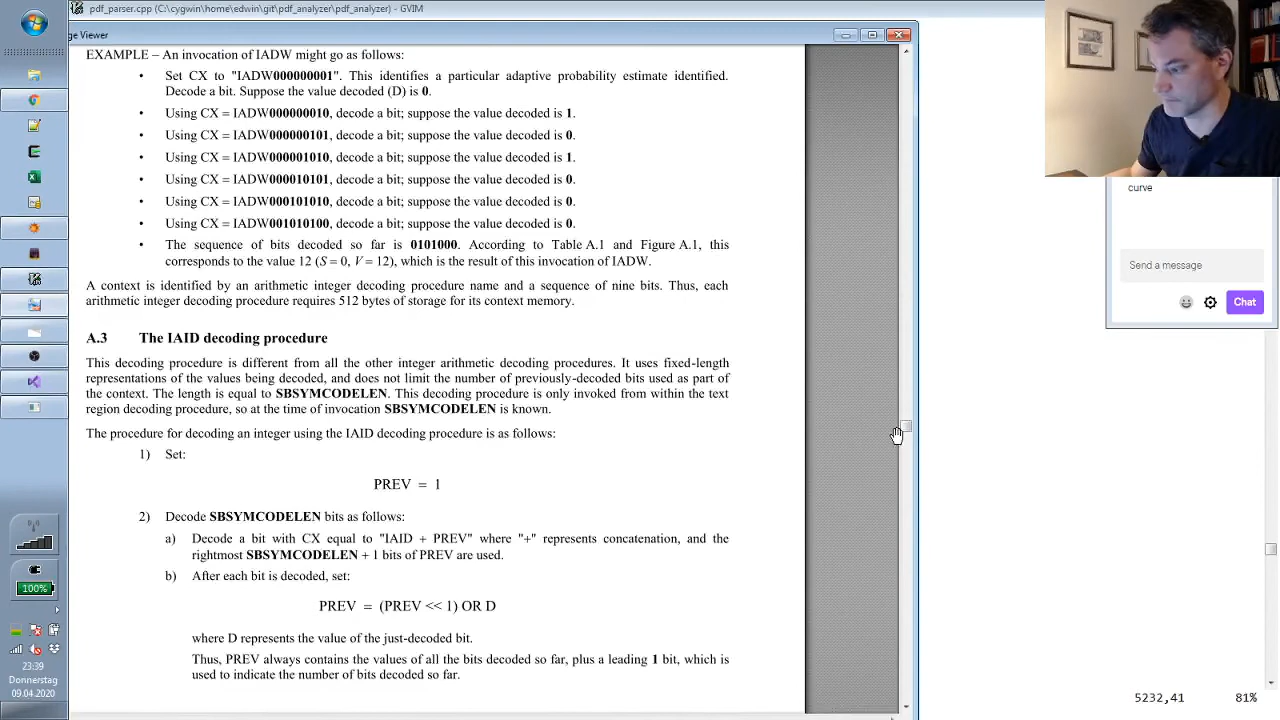 pdf_parser.cpp (C:\cygwin\home\edwin\git\pdf_analyzer\pdf_analyzer) - GVIM
ge Viewer
EXAMPLE – An invocation of IADW might go as follows:
• Set CX to "IADW000000001". This identifies a particular adaptive probability estimate identified.
Decode a bit. Suppose the value decoded (D) is 0.
• Using CX = IADW000000010, decode a bit; suppose the value decoded is 1.
• Using CX = IADW000000101, decode a bit; suppose the value decoded is 0.
• Using CX = IADW000001010, decode a bit; suppose the value decoded is 1.
• Using CX = IADW000010101, decode a bit; suppose the value decoded is 0.
• Using CX = IADW000101010, decode a bit; suppose the value decoded is 0.
• Using CX = IADW001010100, decode a bit; suppose the value decoded is 0.
• The sequence of bits decoded so far is 0101000. According to Table A.1 and Figure A.1, this
corresponds to the value 12 (S = 0, V = 12), which is the result of this invocation of IADW.
A context is identified by an arithmetic integer decoding procedure name and a sequence of nine bits. Thus, each
arithmetic integer decoding procedure requires 512 bytes of storage for its context memory.
A.3 The IAID decoding procedure
This decoding procedure is different from all the other integer arithmetic decoding procedures. It uses fixed-length
representations of the values being decoded, and does not limit the number of previously-decoded bits used as part of
the context. The length is equal to SBSYMCODELEN. This decoding procedure is only invoked from within the text
region decoding procedure, so at the time of invocation SBSYMCODELEN is known.
The procedure for decoding an integer using the IAID decoding procedure is as follows:
1) Set:
PREV = 1
2) Decode SBSYMCODELEN bits as follows:
a) Decode a bit with CX equal to "IAID + PREV" where "+" represents concatenation, and the
rightmost SBSYMCODELEN + 1 bits of PREV are used.
b) After each bit is decoded, set:
PREV = (PREV << 1) OR D
where D represents the value of the just-decoded bit.
Thus, PREV always contains the values of all the bits decoded so far, plus a leading 1 bit, which is
used to indicate the number of bits decoded so far.
curve
Send a message
Chat
100%
23:39
Donnerstag
09.04.2020
5232,41 81%